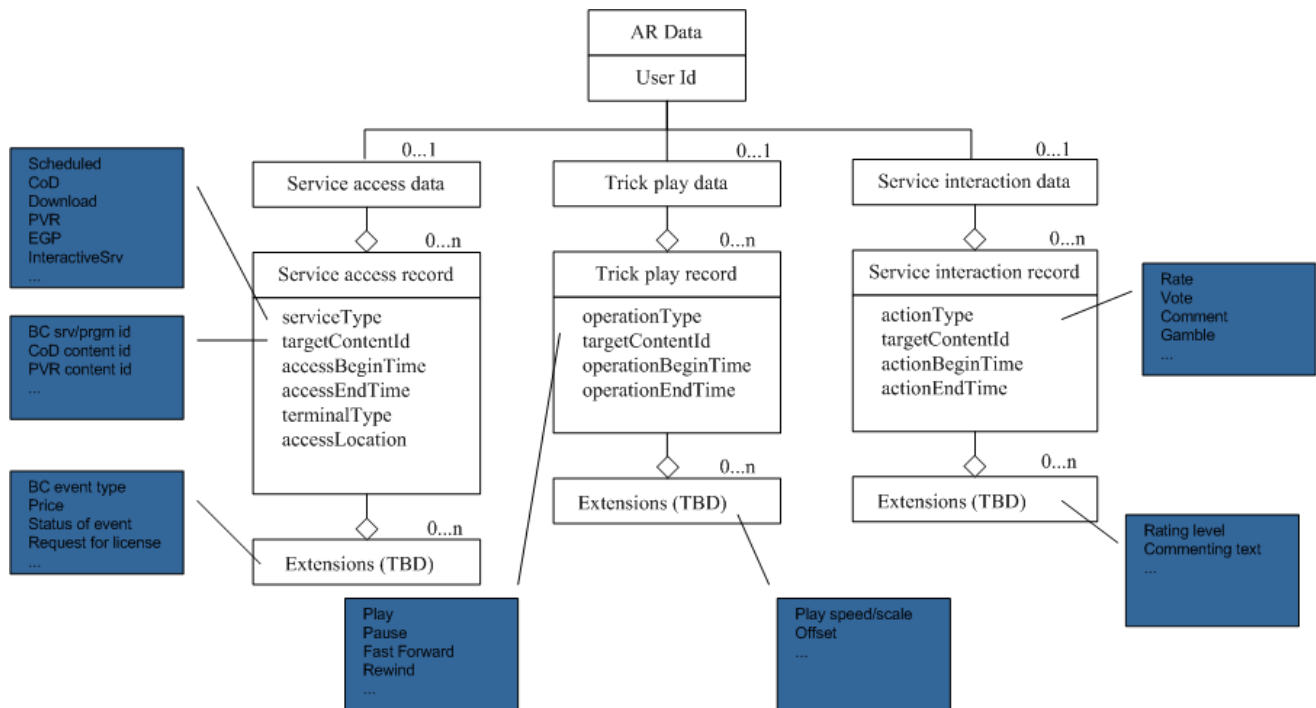 AR Data
User Id
0...1
0...1
0...1
Service access data
Trick play data
Service interaction data
0...n
0...n
0...n
Scheduled
CoD
Download
PVR
EGP
InteractiveSrv
...
BC srv/prgm id
CoD content id
PVR content id
...
Service access record
serviceType
targetContentId
accessBeginTime
accessEndTime
terminalType
accessLocation
Trick play record
operationType
targetContentId
operationBeginTime
operationEndTime
Service interaction record
actionType
targetContentId
actionBeginTime
actionEndTime
Rate
Vote
Comment
Gamble
...
BC event type
Price
Status of event
Request for license
...
0...n
Extensions (TBD)
0...n
Extensions (TBD)
0...n
Extensions (TBD)
Play
Pause
Fast Forward
Rewind
...
Play speed/scale
Offset
...
Rating level
Commenting text
...